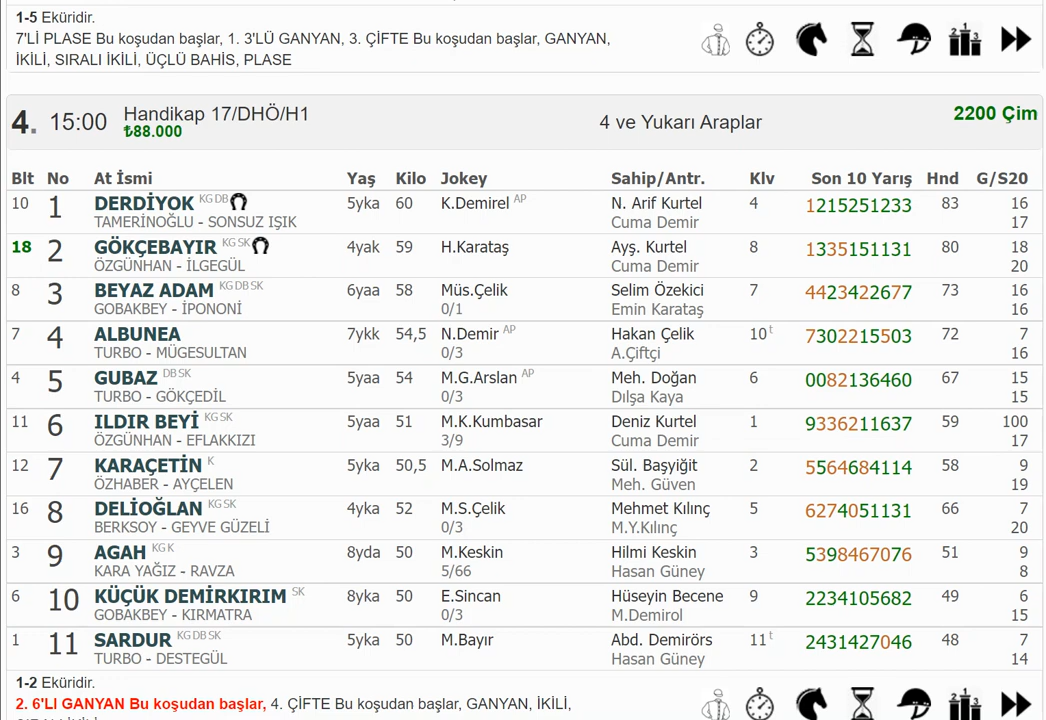 1-5 Eküridir.
7'Lİ PLASE Bu koşudan başlar, 1. 3'LÜ GANYAN, 3. ÇİFTE Bu koşudan başlar, GANYAN,
İKİLİ, SIRALI İKİLİ, ÜÇLÜ BAHİS, PLASE
4. 15:00 Handikap 17/DHÖ/H1 4 ve Yukarı Araplar 2200 Çim
₺88.000
Blt No At İsmi Yaş Kilo Jokey Sahip/Antr. Klv Son 10 Yarış Hnd G/S20
10 1 DERDİYOK KG DB 5yka 60 K.Demirel AP N. Arif Kurtel 4 1215251233 83 16
TAMERİNOĞLU - SONSUZ IŞIK Cuma Demir 17
18 2 GÖKÇEBAYIR KG SK 4yak 59 H.Karataş Ayş. Kurtel 8 1335151131 80 18
ÖZGÜNHAN - İLGEGÜL Cuma Demir 20
8 3 BEYAZ ADAM KG DB SK 6yaa 58 Müs.Çelik Selim Özekici 7 4423422677 73 16
GOBAKBEY - İPONONİ 0/1 Emin Karataş 16
7 4 ALBUNEA 7ykk 54,5 N.Demir AP Hakan Çelik 10t 7302215503 72 7
TURBO - MÜGESULTAN 0/3 A.Çiftçi 16
4 5 GUBAZ DB SK 5yaa 54 M.G.Arslan AP Meh. Doğan 6 0082136460 67 15
TURBO - GÖKÇEDİL 0/3 Dılşa Kaya 15
11 6 ILDIR BEYİ KG SK 5yaa 51 M.K.Kumbasar Deniz Kurtel 1 9336211637 59 100
ÖZGÜNHAN - EFLAKKIZI 3/9 Cuma Demir 17
12 7 KARAÇETİN K 5yka 50,5 M.A.Solmaz Sül. Başyiğit 2 5564684114 58 9
ÖZHABER - AYÇELEN Meh. Güven 19
16 8 DELİOĞLAN KG SK 4yka 52 M.S.Çelik Mehmet Kılınç 5 6274051131 66 7
BERKSOY - GEYVE GÜZELİ 0/3 M.Y.Kılınç 20
3 9 AGAH KG K 8yda 50 M.Keskin Hilmi Keskin 3 5398467076 51 9
KARA YAĞIZ - RAVZA 5/66 Hasan Güney 8
6 10 KÜÇÜK DEMİRKIRIM SK 8yka 50 E.Sincan Hüseyin Becene 9 2234105682 49 6
GOBAKBEY - KIRMATRA 0/3 M.Demirol 15
1 11 SARDUR KG DB SK 5yka 50 M.Bayır Abd. Demirörs 11t 2431427046 48 7
TURBO - DESTEGÜL Hasan Güney 14
1-2 Eküridir.
2. 6'LI GANYAN Bu koşudan başlar, 4. ÇİFTE Bu koşudan başlar, GANYAN, İKİLİ,